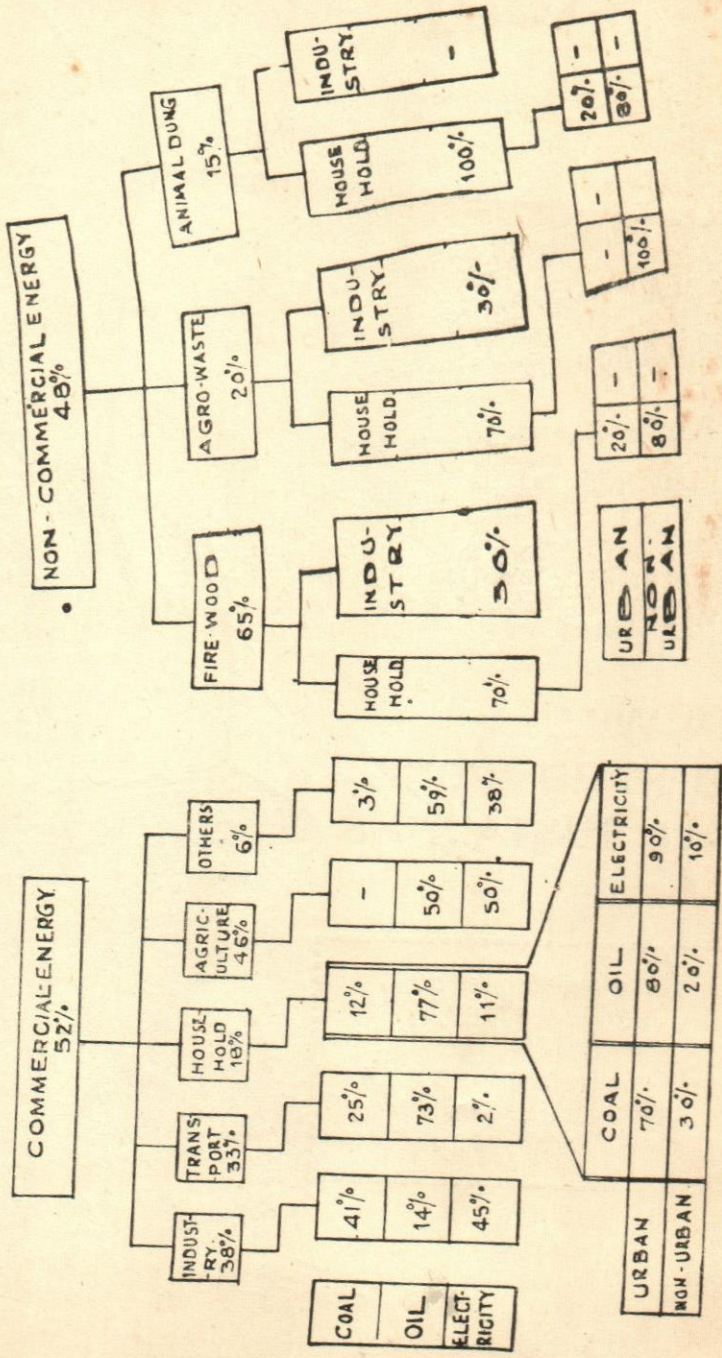 COMMERCIAL-ENERGY
52%
INDUST-
RY.
38%
TRANS
PORT
33%
HOUSE-
HOLD
18%
AGRIC-
ULTURE
46%
OTHERS
6%
COAL
41%
25%
12%
-
3%
OIL
14%
73%
77%
50%
59%
ELECT-
RICITY
45%
2%
11%
50%
38%
COAL
OIL
ELECTRICITY
URBAN
70%
80%
90%
NON-URBAN
30%
20%
10%
NON-COMMERCIAL ENERGY
48%
FIRE-WOOD
65%
AGRO-WASTE
20%
ANIMAL DUNG
15%
HOUSE
HOLD.
70%
INDU-
STRY.
30%
HOUSE
HOLD.
70%
INDU-
STRY.
30%
HOUSE
HOLD
100%
INDU-
STRY.
-
URBAN
20%
-
-
-
20%
-
NON-
URBAN
80%
-
100%
80%
-